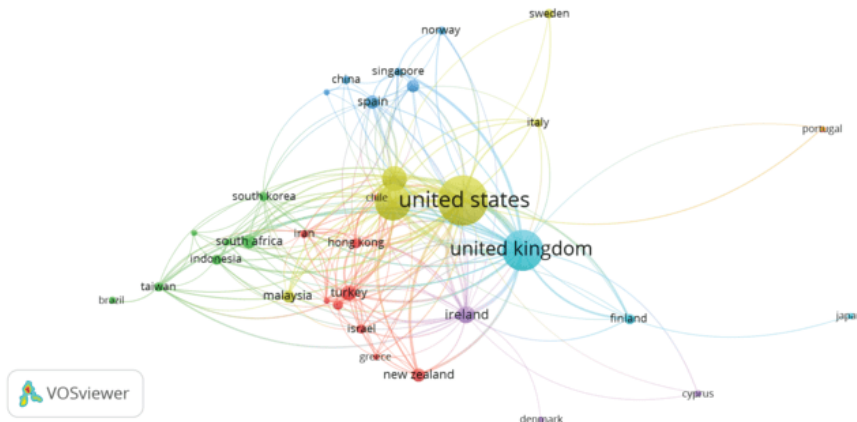 sweden
norway
singapore
china
spain
italy
portugal
south korea
chile
united states
iran
hong kong
south africa
united kingdom
indonesia
taiwan
brazil
malaysia
turkey
ireland
finland
japa
israel
greece
new zealand
cyprus
denmark
VOSviewer